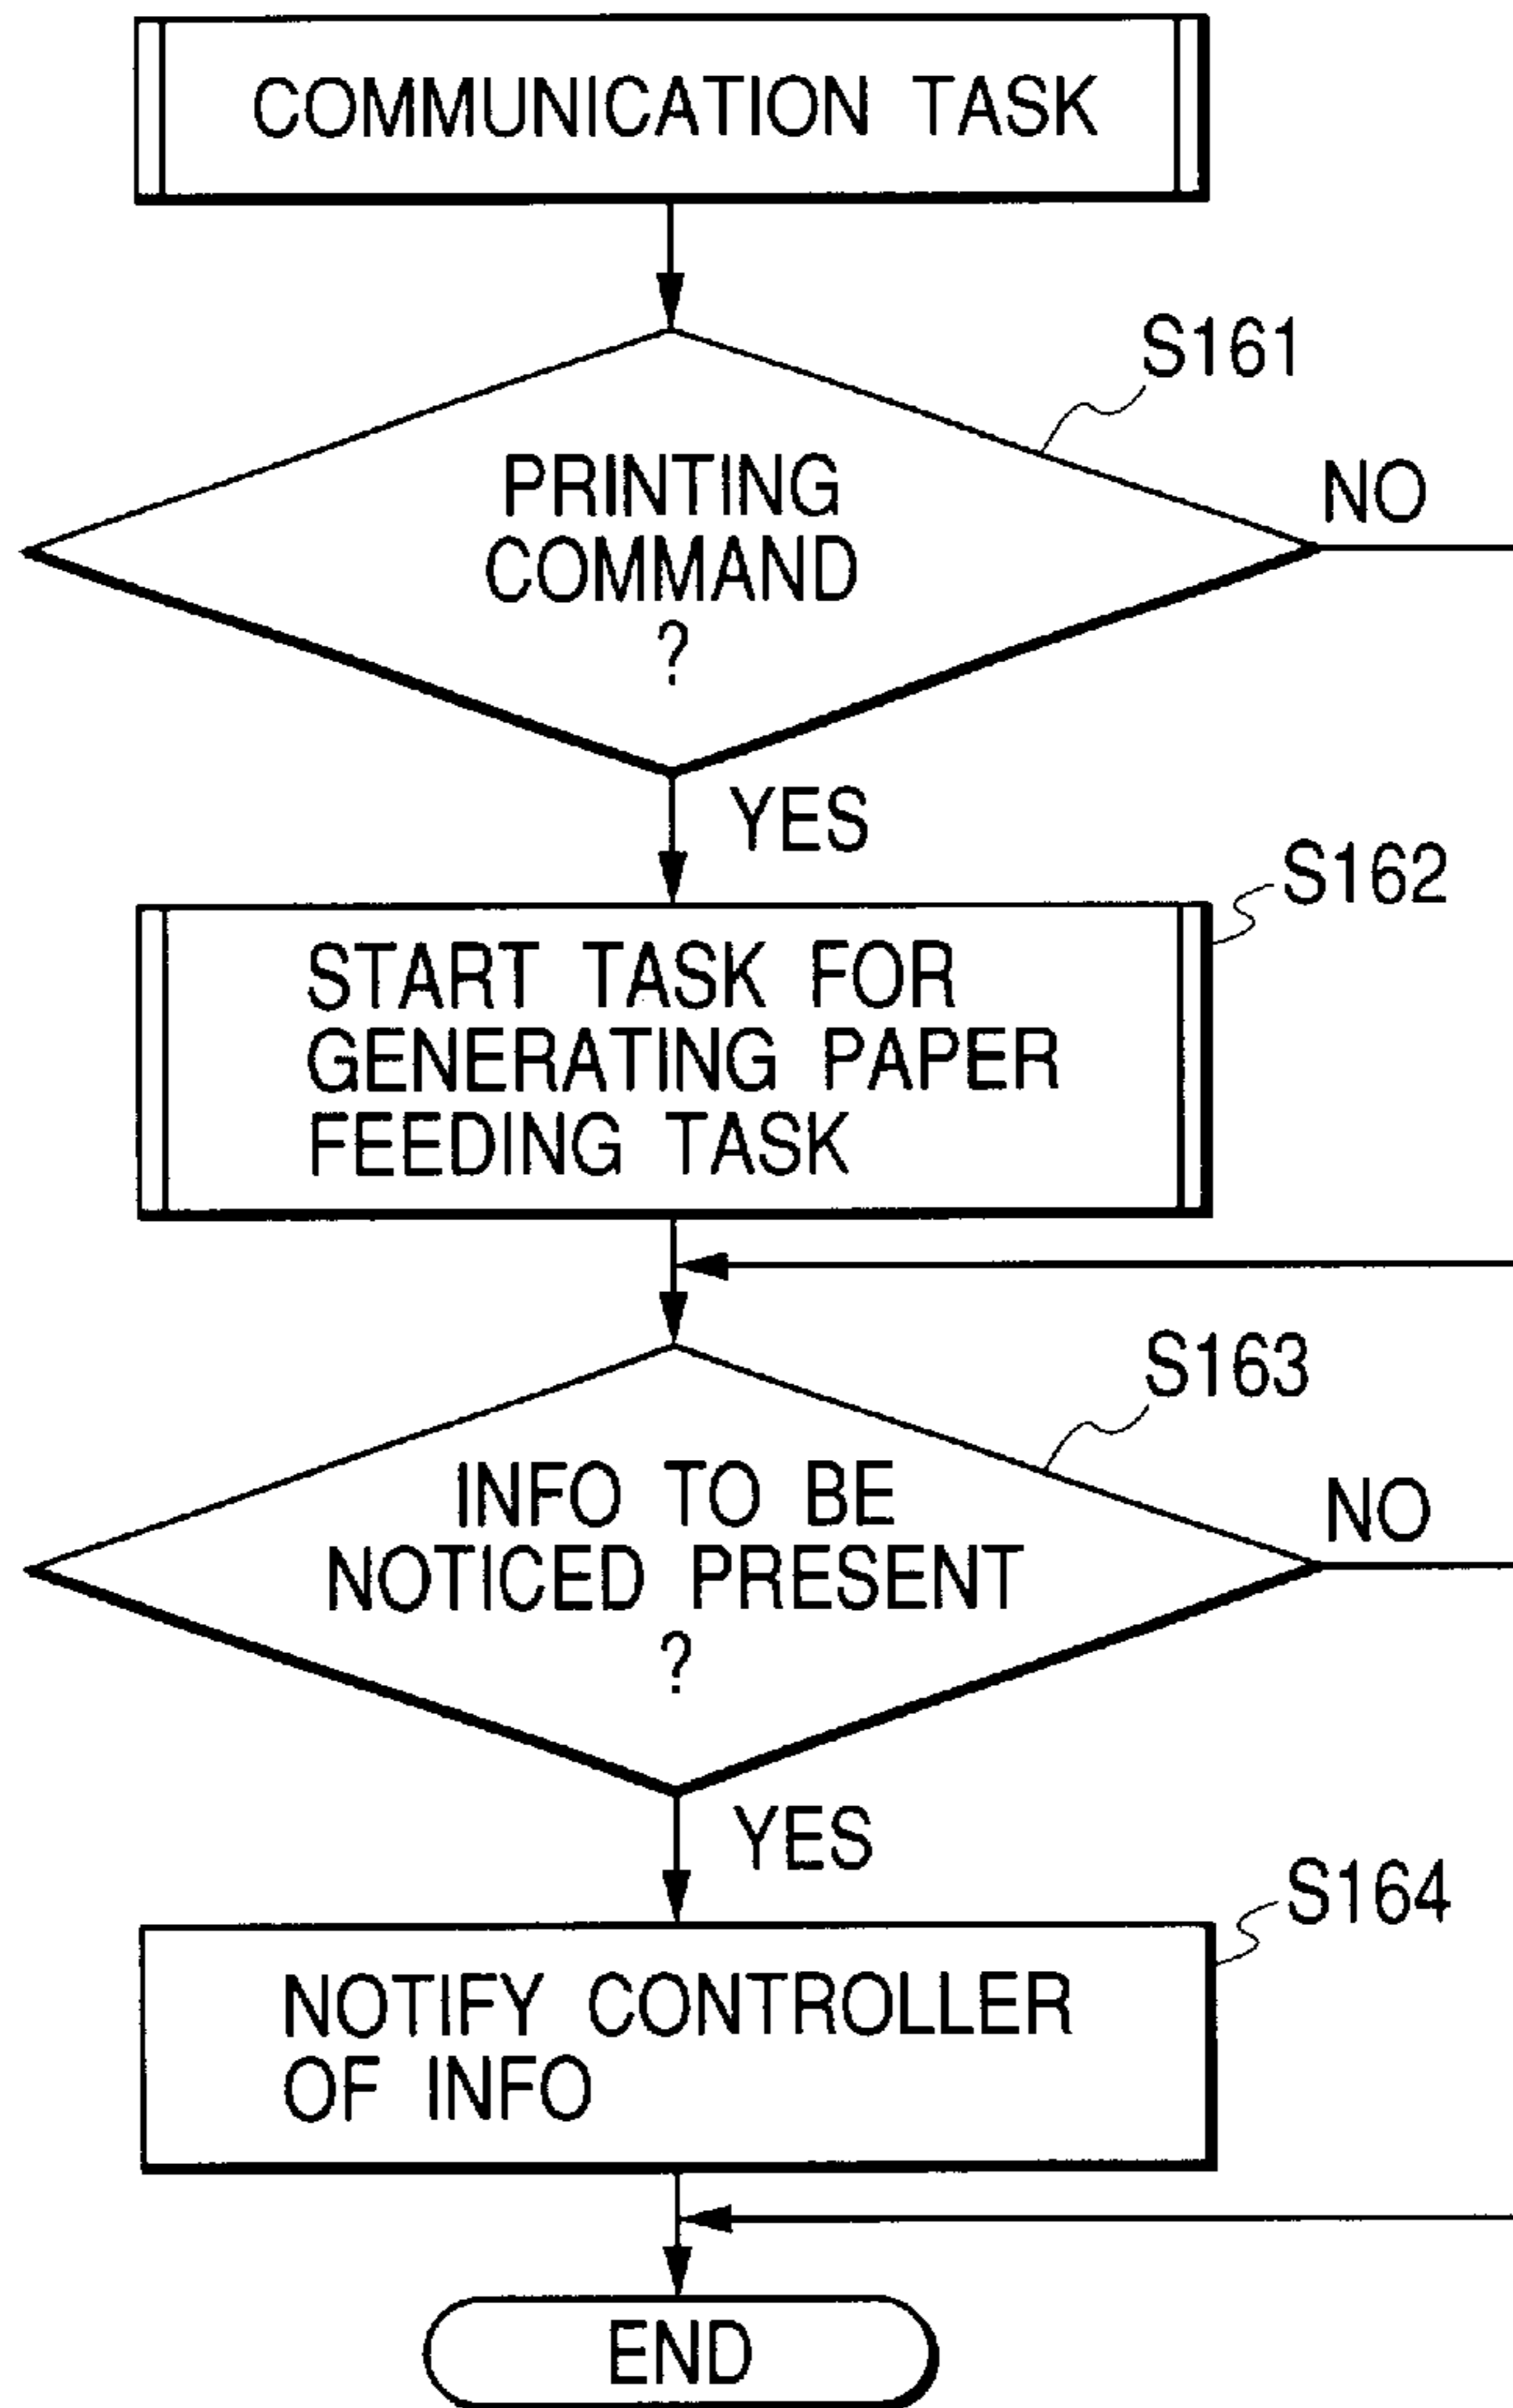 COMMUNICATION TASK
S161
PRINTING
COMMAND
?
NO
YES
S162
START TASK FOR
GENERATING PAPER
FEEDING TASK
S163
INFO TO BE
NOTICED PRESENT
?
NO
YES
S164
NOTIFY CONTROLLER
OF INFO
END